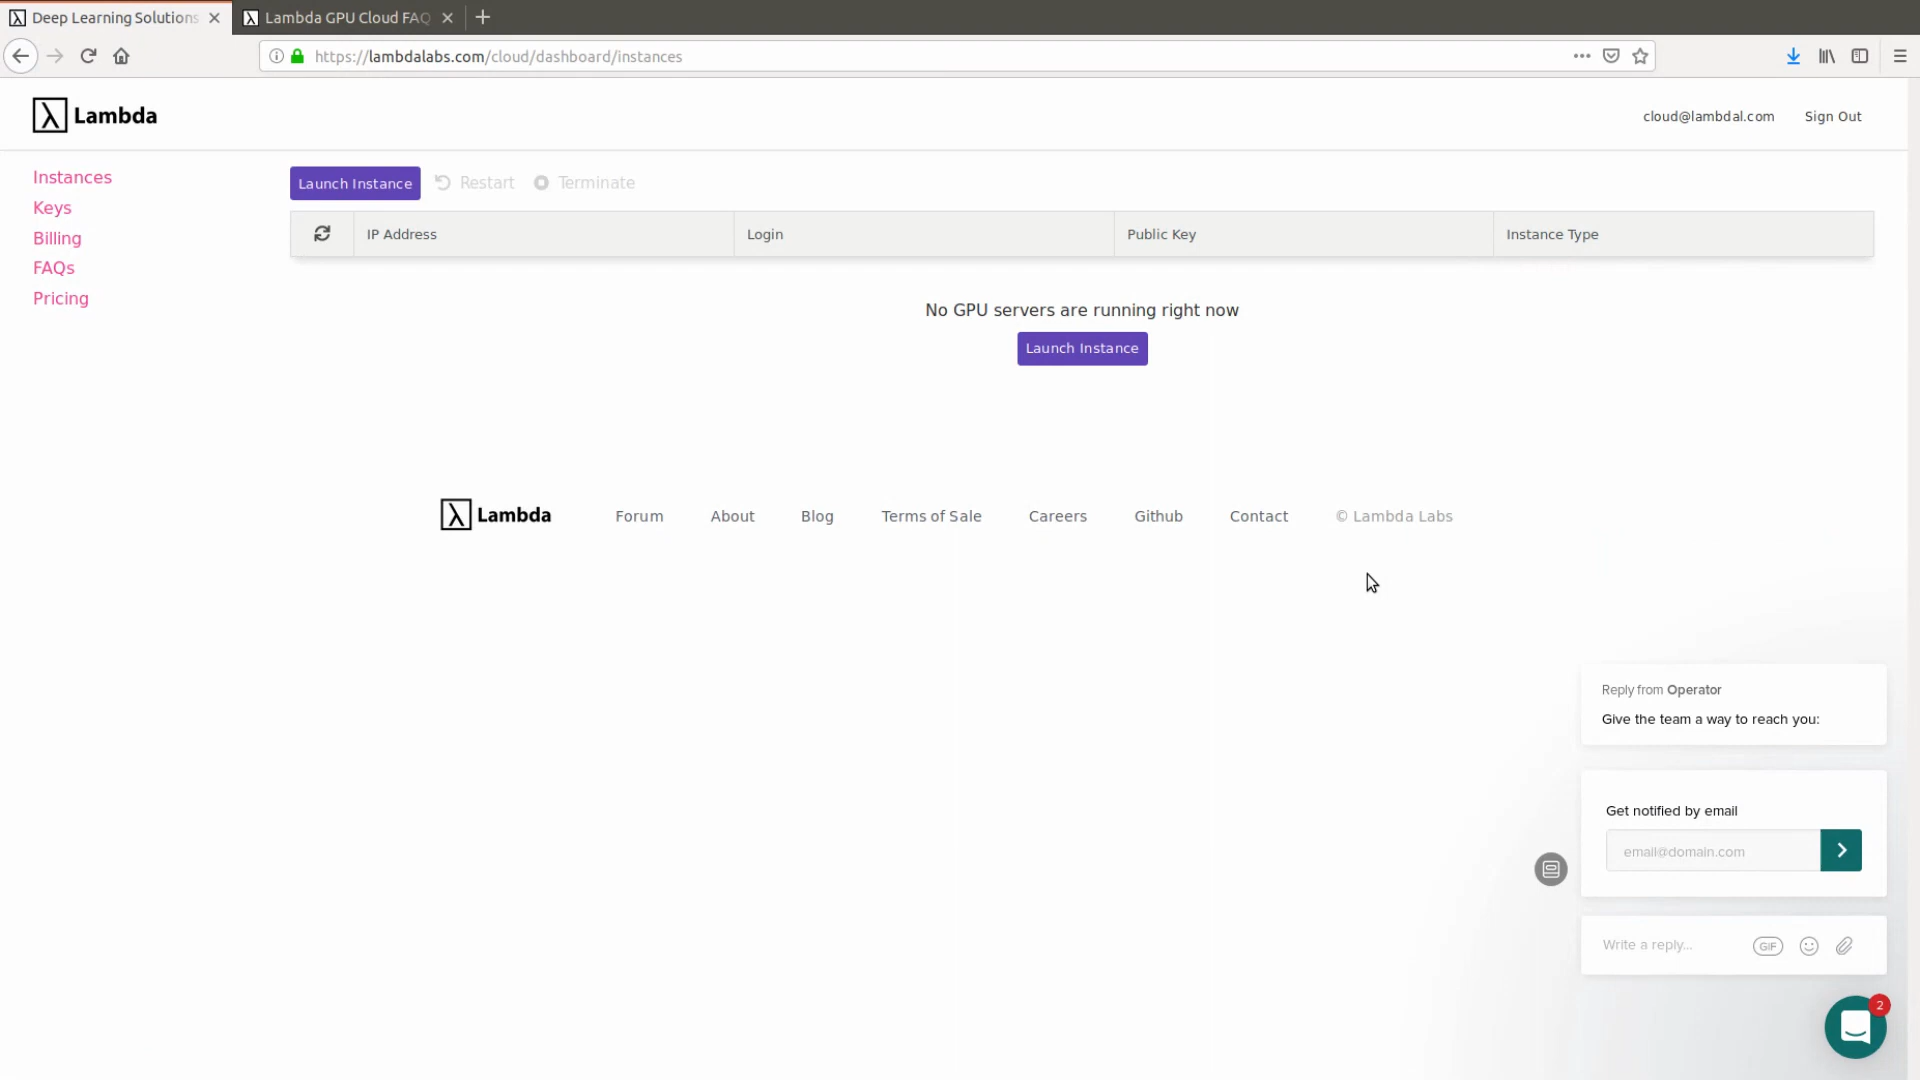 Deep Learning Solutions
Lambda GPU Cloud FAQ
https://lambdalabs.com/cloud/dashboard/instances
Lambda
cloud@lambdal.com
Sign Out
Instances
Keys
Billing
FAQs
Pricing
Launch Instance
Restart
Terminate
IP Address
Login
Public Key
Instance Type
No GPU servers are running right now
Launch Instance
Lambda
Forum
About
Blog
Terms of Sale
Careers
Github
Contact
© Lambda Labs
Reply from Operator
Give the team a way to reach you:
Get notified by email
email@domain.com
Write a reply...
GIF
2